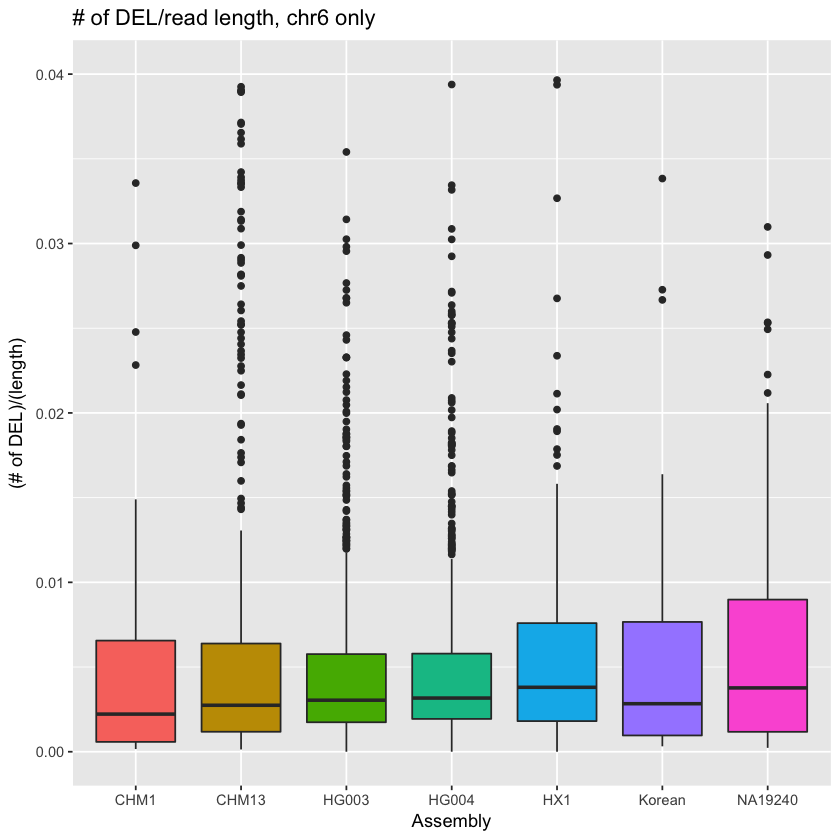 # of DEL/read length, chr6 only
(# of DEL)/(length)
0.04
0.03
0.02
0.01
0.00
CHM1 CHM13 HG003 HG004 HX1 Korean NA19240
Assembly